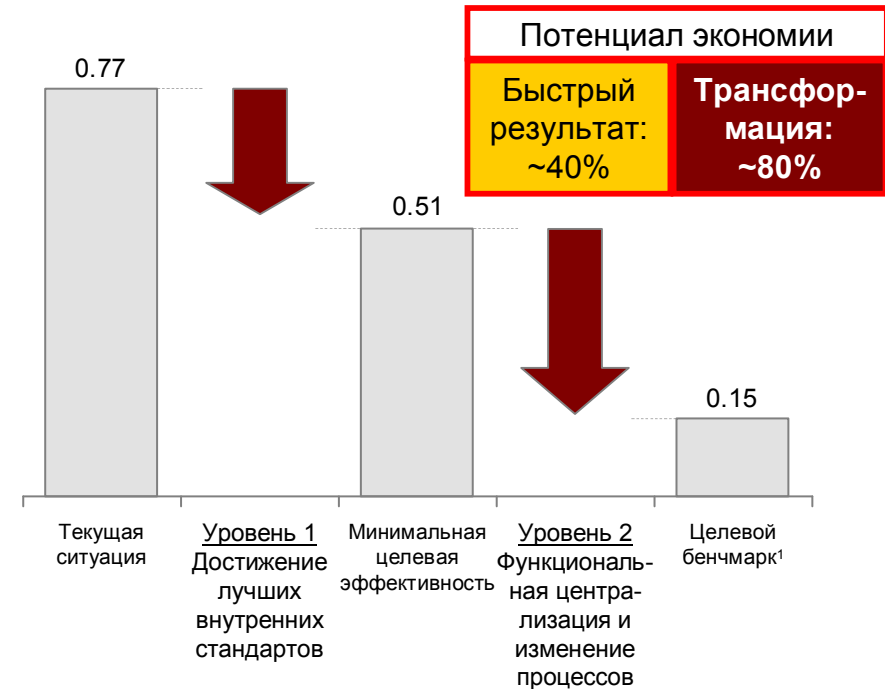 Потенциал экономии
Быстрый
результат:
~40%
Трансфор-
мация:
~80%
0.77
0.51
0.15
Текущая
ситуация
Уровень 1
Достижение
лучших
внутренних
стандартов
Минимальная
целевая
эффективность
Уровень 2
Функциональ-
ная центра-
лизация и
изменение
процессов
Целевой
бенчмарк¹